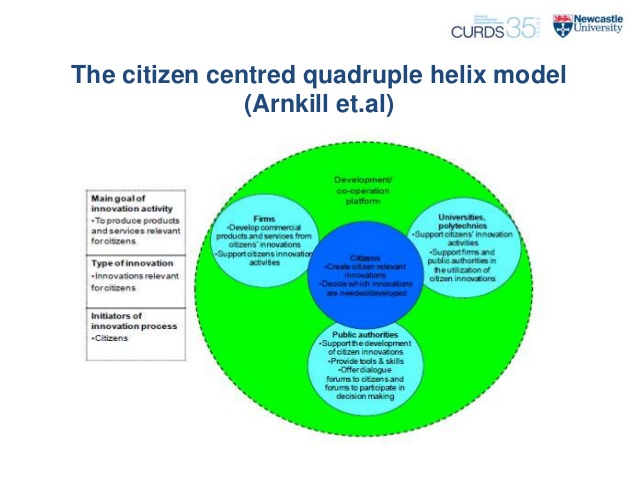 CURDS 35
Newcastle
University
The citizen centred quadruple helix model
(Arnkill et.al)
Development/
co-operation
platform
Main goal of
innovation activity
•To produce products
and services relevant
for citizens
Type of innovation
•Innovations relevant
for citizens
Initiators of
innovation process
•Citizens
Firms
•Develop commercial
products and services from
citizens' innovations
•Support citizens innovation
activities
Citizens
•Create citizen relevant
innovations
•Decide which innovations
are needed/developed
Universities,
polytechnics
•Support citizens' innovation
activities
•Support firms and
public authorities in
the utilization of
citizen innovations
Public authorities
•Support the development
of citizen innovations
•Provide tools & skills
•Offer dialogue
forums to citizens and
forums to participate in
decision making